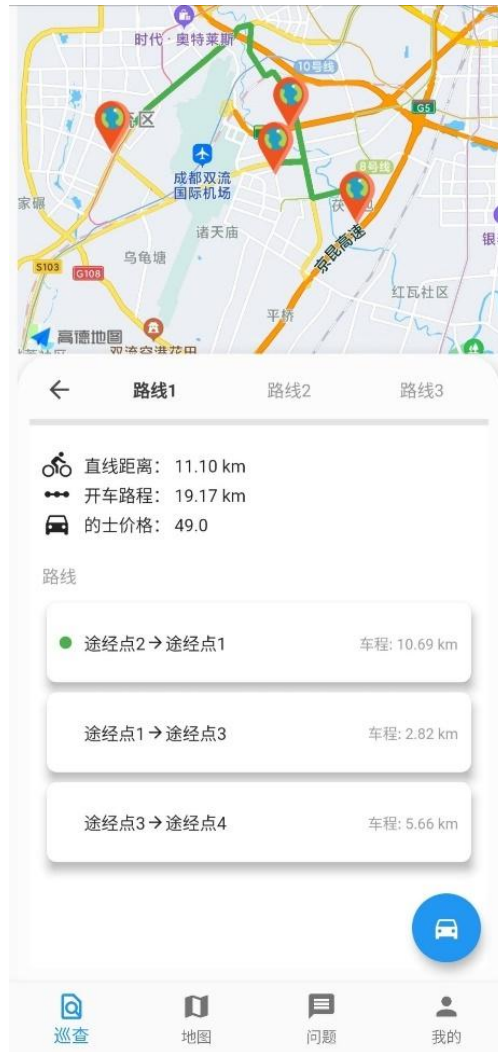 时代·奥特莱斯
10号线
G5
流区
成都双流
国际机场
8号线
家碾
诸天庙
京昆高速
银
S103
G108
乌龟塘
红瓦社区
平桥
高德地图
双流空港花田
路线1
路线2
路线3
直线距离： 11.10 km
开车路程： 19.17 km
的士价格： 49.0
路线
途经点2→途经点1
车程: 10.69 km
途经点1→途经点3
车程: 2.82 km
途经点3→途经点4
车程: 5.66 km
巡查
地图
问题
我的